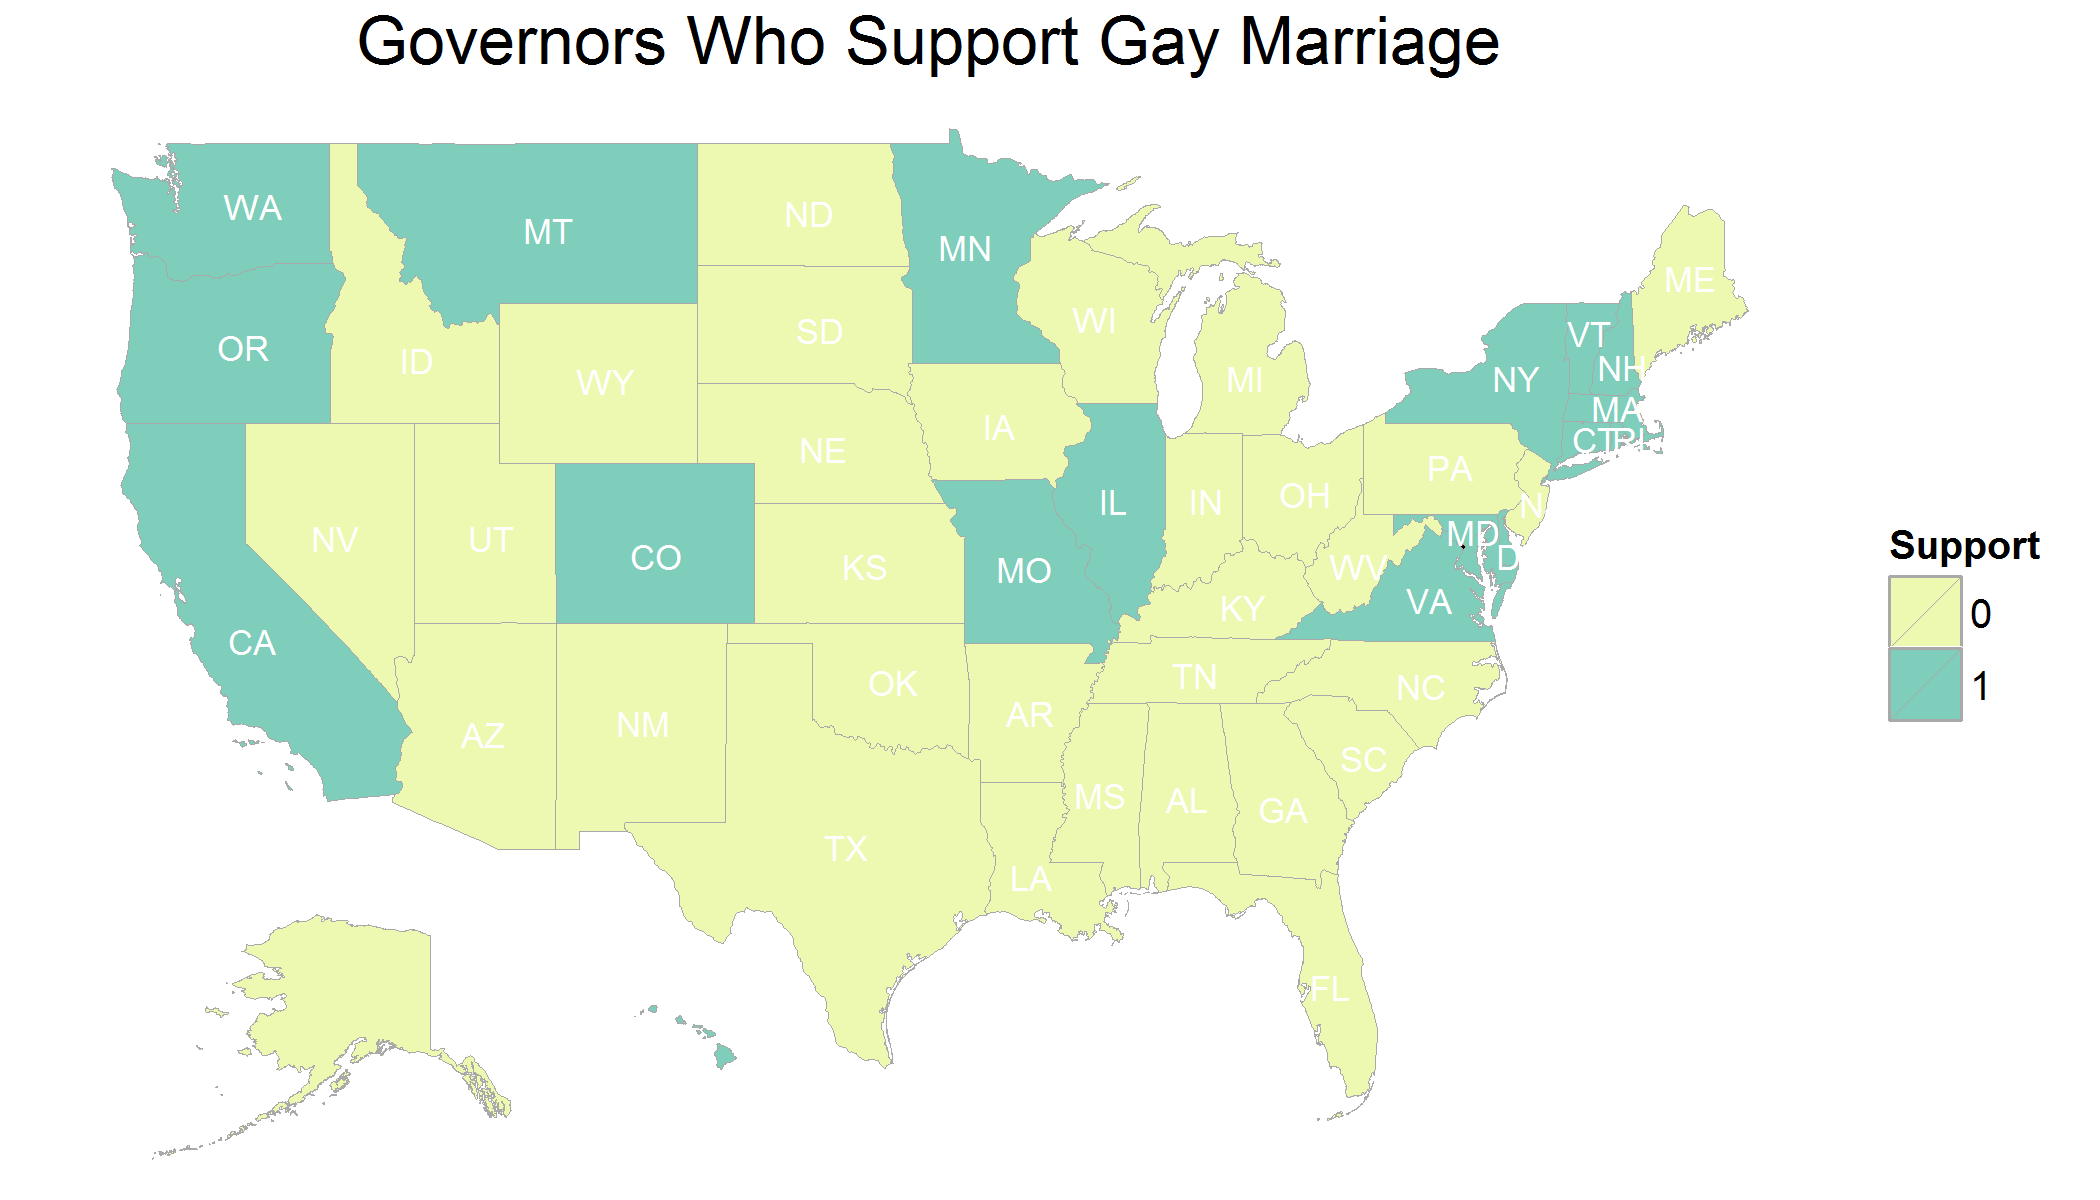 Governors Who Support Gay Marriage
WA
MT
ND
MN
ME
OR
ID
SD
WI
VT
NH
WY
MI
NY
MA
IA
NE
CT
RI
PA
NV
UT
CO
KS
MO
IL
IN
OH
N
MD
D
WV
VA
KY
CA
AZ
NM
OK
AR
TN
NC
TX
LA
MS
AL
GA
SC
FL
Support
0
1